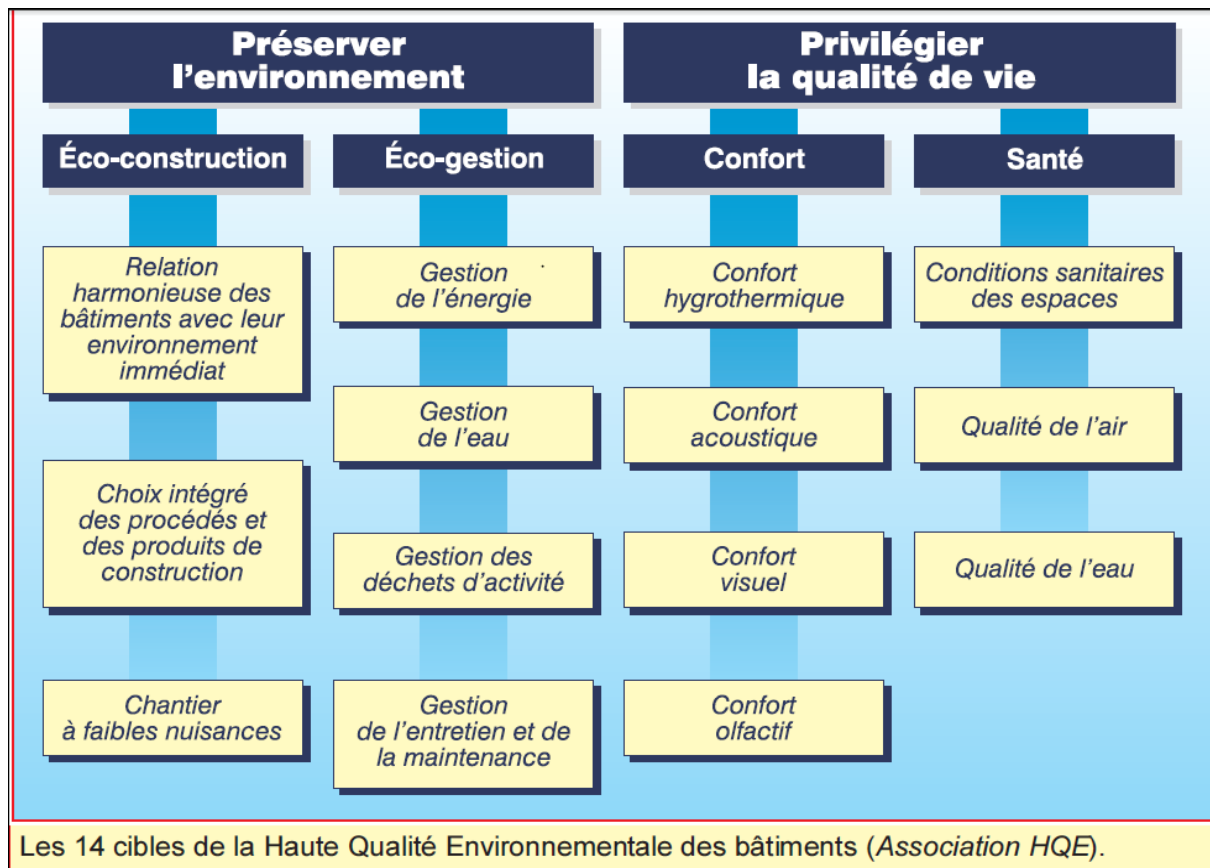 Préserver
l'environnement
Privilégier
la qualité de vie
Éco-construction
Éco-gestion
Confort
Santé
Relation
harmonieuse des
bâtiments avec leur
environnement
immédiat
Choix intégré
des procédés et
des produits de
construction
Chantier
à faibles nuisances
Gestion
de l'énergie
Gestion
de l'eau
Gestion des
déchets d'activité
Gestion
de l'entretien et de
la maintenance
Confort
hygrothermique
Confort
acoustique
Confort
visuel
Confort
olfactif
Conditions sanitaires
des espaces
Qualité de l'air
Qualité de l'eau
Les 14 cibles de la Haute Qualité Environnementale des bâtiments (Association HQE).